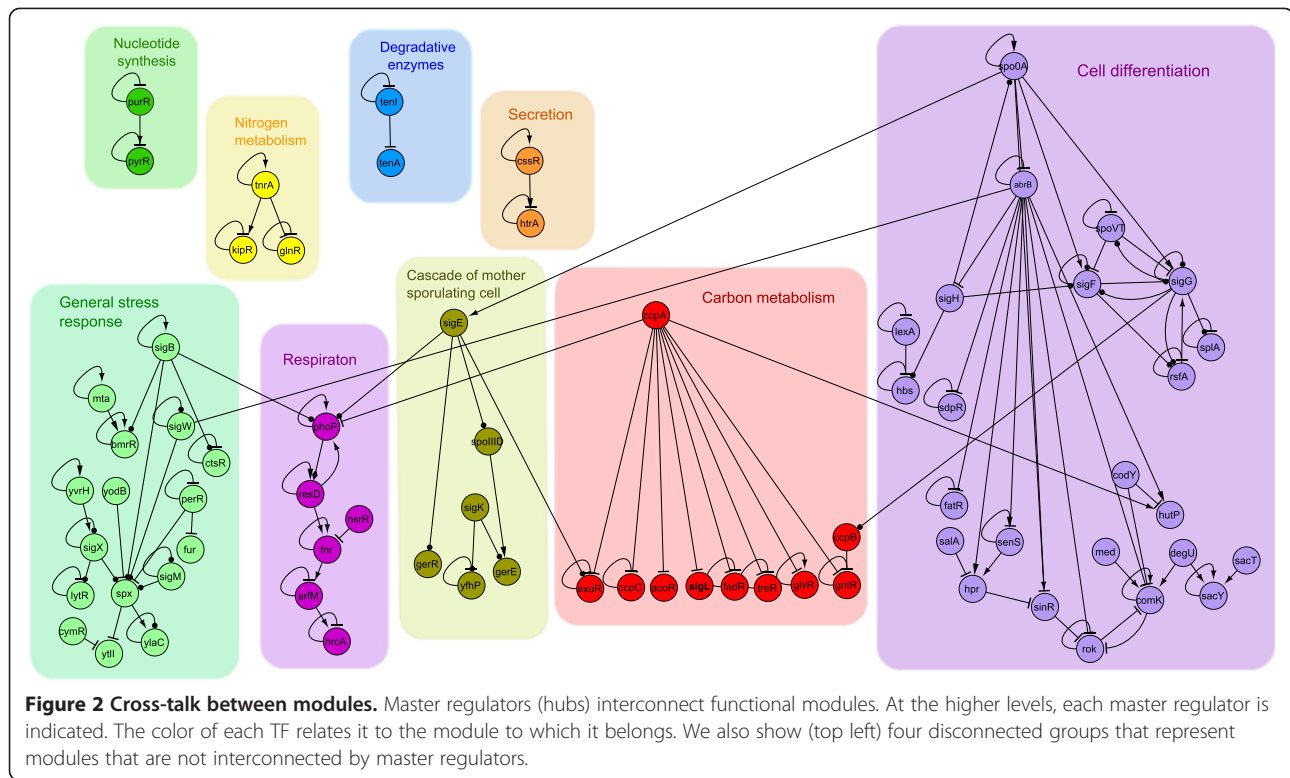 Nucleotide
synthesis
purR
pyrR
Nitrogen
metabolism
tnrA
kipR
glnR
Degradative
enzymes
tenI
tenA
Secretion
cssR
htrA
Cell differentiation
spo0A
abrB
spoVT
sigF
sigG
sigH
lexA
splA
rsfA
hbs
sdpR
fatR
codY
hutP
salA
senS
med
degU
sacT
hpr
sinR
comK
sacY
rok
General stress
response
sigB
mta
sigW
bmrR
ctsR
yvrH
yodB
perR
sigX
fur
sigM
lytR
spx
cymR
ylaC
ytlI
Respiraton
phoP
resD
nsrR
fnr
arfM
hrcA
Cascade of mother
sporulating cell
sigE
spoIIID
sigK
gerR
yfhP
gerE
Carbon metabolism
ccpA
ccpB
exuR
ccpC
acoR
sigL
fadR
treR
glvR
gntR
Figure 2 Cross-talk between modules. Master regulators (hubs) interconnect functional modules. At the higher levels, each master regulator is
indicated. The color of each TF relates it to the module to which it belongs. We also show (top left) four disconnected groups that represent
modules that are not interconnected by master regulators.